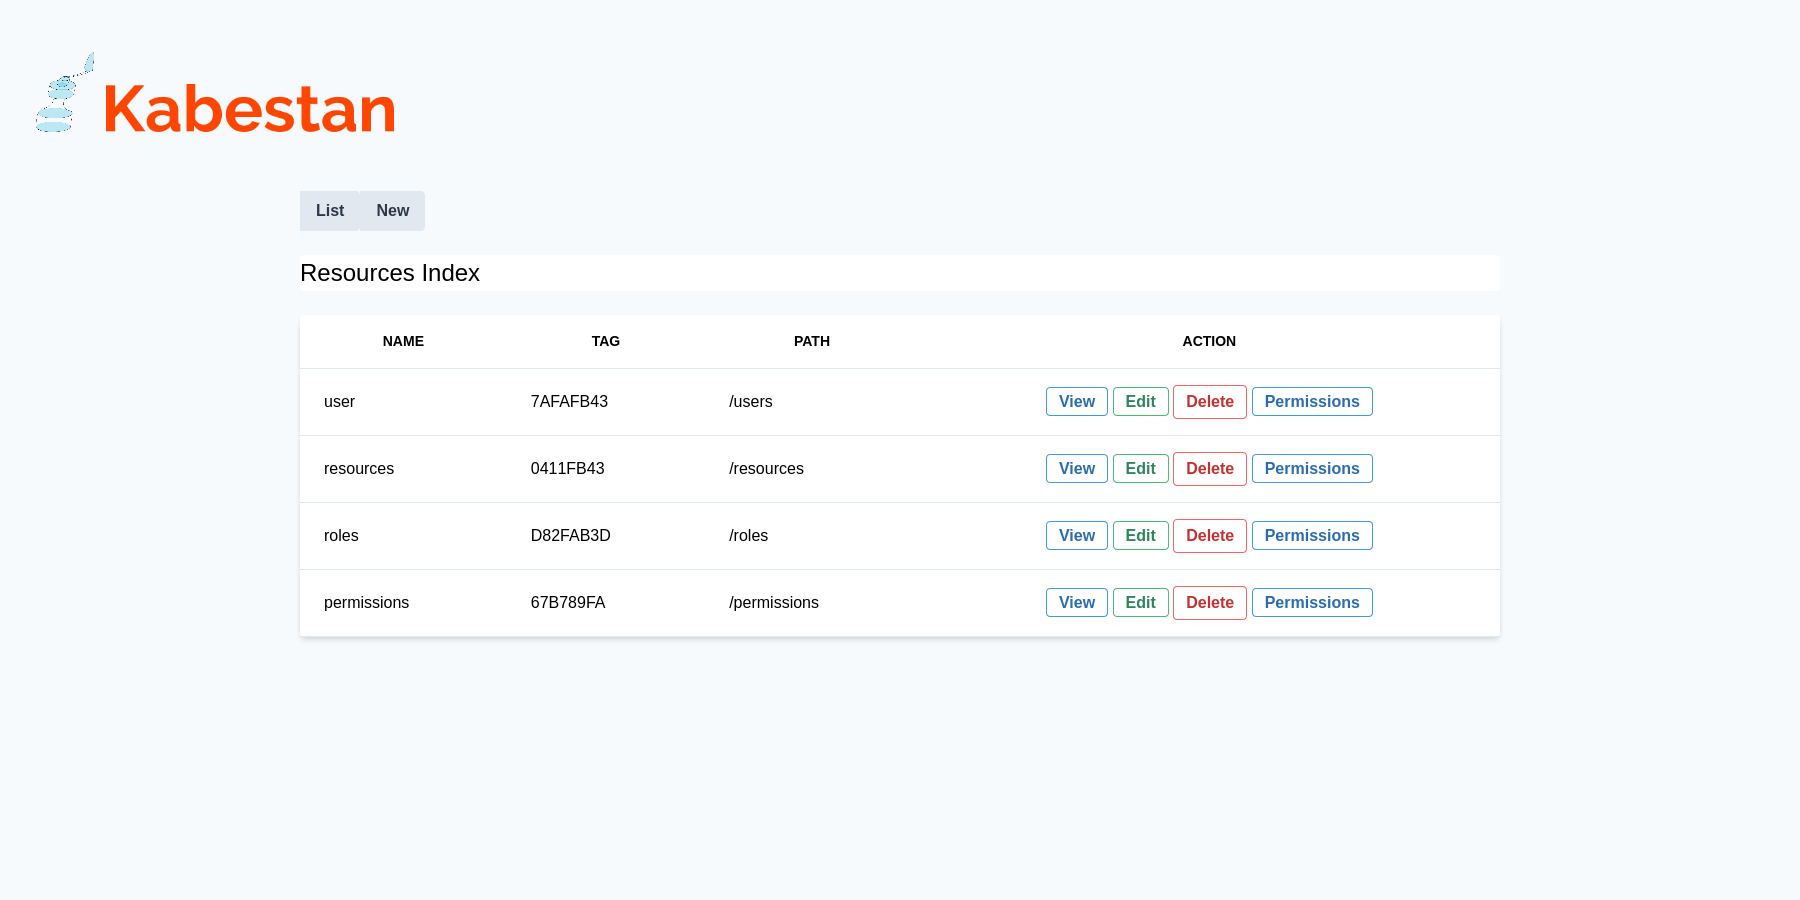 Kabestan
List New
Resources Index
NAME TAG PATH ACTION
user 7AFAFB43 /users View Edit Delete Permissions
resources 0411FB43 /resources View Edit Delete Permissions
roles D82FAB3D /roles View Edit Delete Permissions
permissions 67B789FA /permissions View Edit Delete Permissions